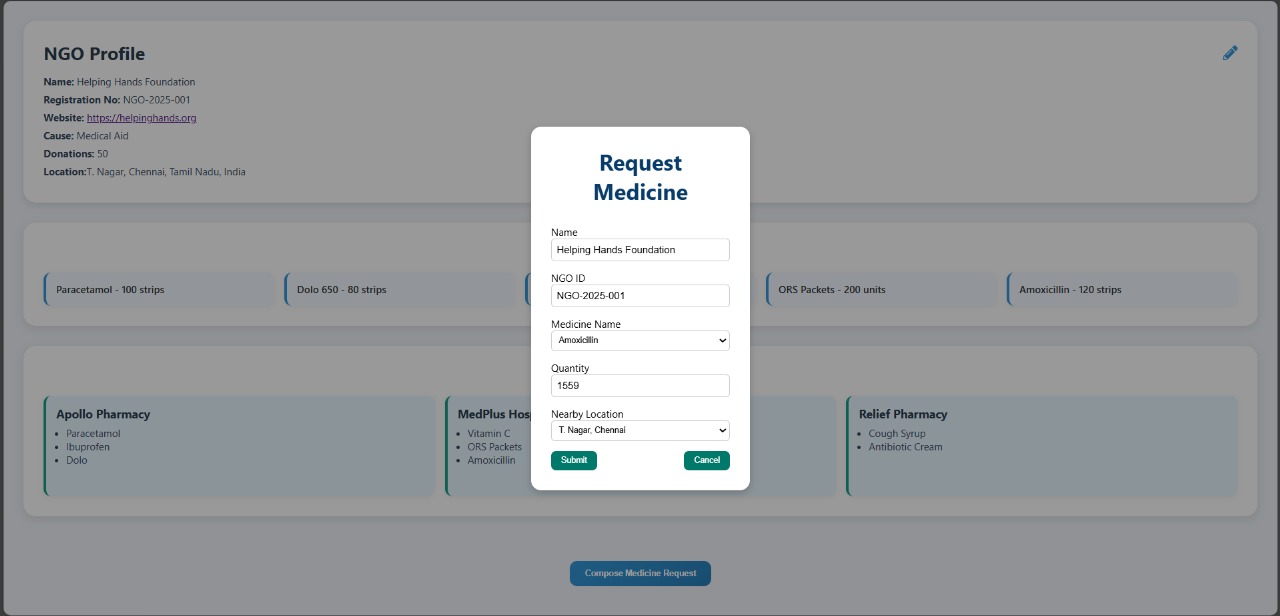 NGO Profile
Name: Helping Hands Foundation
Registration No: NGO-2025-001
Website: https://helpinghands.org
Cause: Medical Aid
Donations: 50
Location:T. Nagar, Chennai, Tamil Nadu, India
Paracetamol - 100 strips
Dolo 650 - 80 strips
ORS Packets - 200 units
Amoxicillin - 120 strips
Apollo Pharmacy
Paracetamol
Ibuprofen
Dolo
MedPlus Hosp
Vitamin C
ORS Packets
Amoxicillin
Relief Pharmacy
Cough Syrup
Antibiotic Cream
Request
Medicine
Name
Helping Hands Foundation
NGO ID
NGO-2025-001
Medicine Name
Amoxicillin
Quantity
1559
Nearby Location
T. Nagar, Chennai
Submit
Cancel
Compose Medicine Request